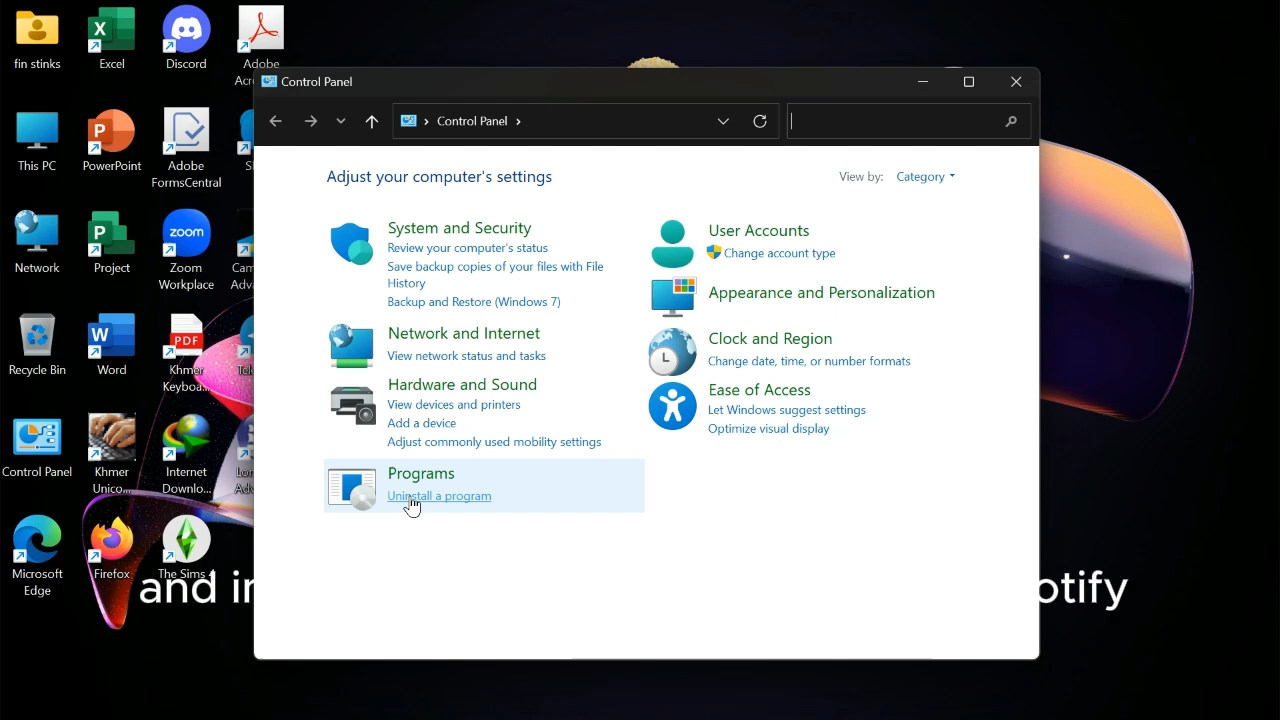 fin stinks
Excel
Discord
Adobe
This PC
PowerPoint
Adobe
FormsCentral
Network
Project
Zoom
Workplace
zoom
Recycle Bin
Word
PDF
Khmer
Keyboa...
Control Panel
Khmer
Unico...
Internet
Downlo...
Microsoft
Edge
Firefox
The Sims 4
Control Panel
Control Panel
Adjust your computer's settings
View by: Category
System and Security
Review your computer's status
Save backup copies of your files with File
History
Backup and Restore (Windows 7)
Network and Internet
View network status and tasks
Hardware and Sound
View devices and printers
Add a device
Adjust commonly used mobility settings
Programs
Uninstall a program
User Accounts
Change account type
Appearance and Personalization
Clock and Region
Change date, time, or number formats
Ease of Access
Let Windows suggest settings
Optimize visual display
and